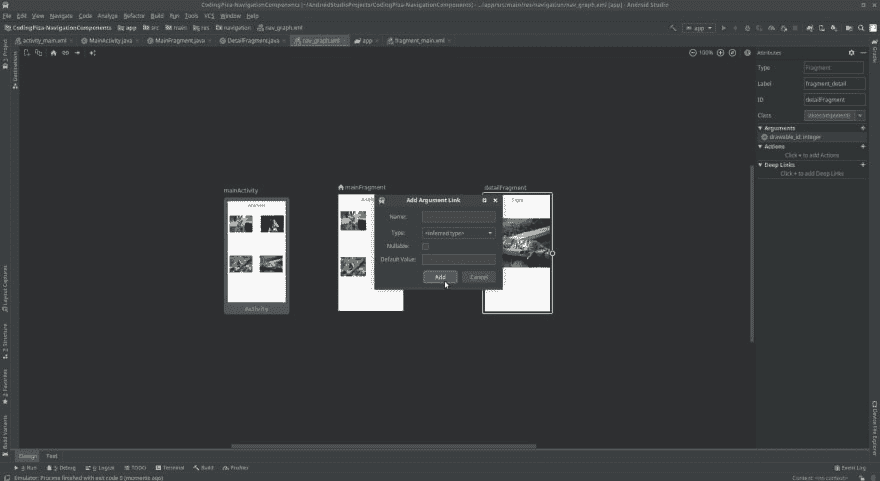 CodingPizza-NavigationComponents [~/AndroidStudioProjects/CodingPizza-NavigationComponents] - .../app/src/main/res/navigation/nav_graph.xml [app] - Android Studio
File Edit View Navigate Code Analyze Refactor Build Run Tools VCS Window Help
CodingPizza-NavigationComponents app src main res navigation nav_graph.xml
app
activity_main.xml MainActivity.java MainFragment.java DetailFragment.java nav_graph.xml app fragment_main.xml
100%
Attributes
Type Fragment
Label fragment_detail
ID detailFragment
Class
Arguments
drawable_id: integer
Actions
Click + to add Actions
Deep Links
Click + to add Deep Links
mainActivity
mainFragment
detailFragment
Activity
Add Argument Link
Name:
Type: <inferred type>
Nullable:
Default Value:
Add Cancel
1: Project
Destinations
Layout Captures
2: Favorites
Build Variants
Gradle
Device File Explorer
Design Text
4: Run 5: Debug 6: Logcat TODO Terminal Build Profiler
Event Log
Emulator: Process finished with exit code 0 (moments ago)
Context: <no context>